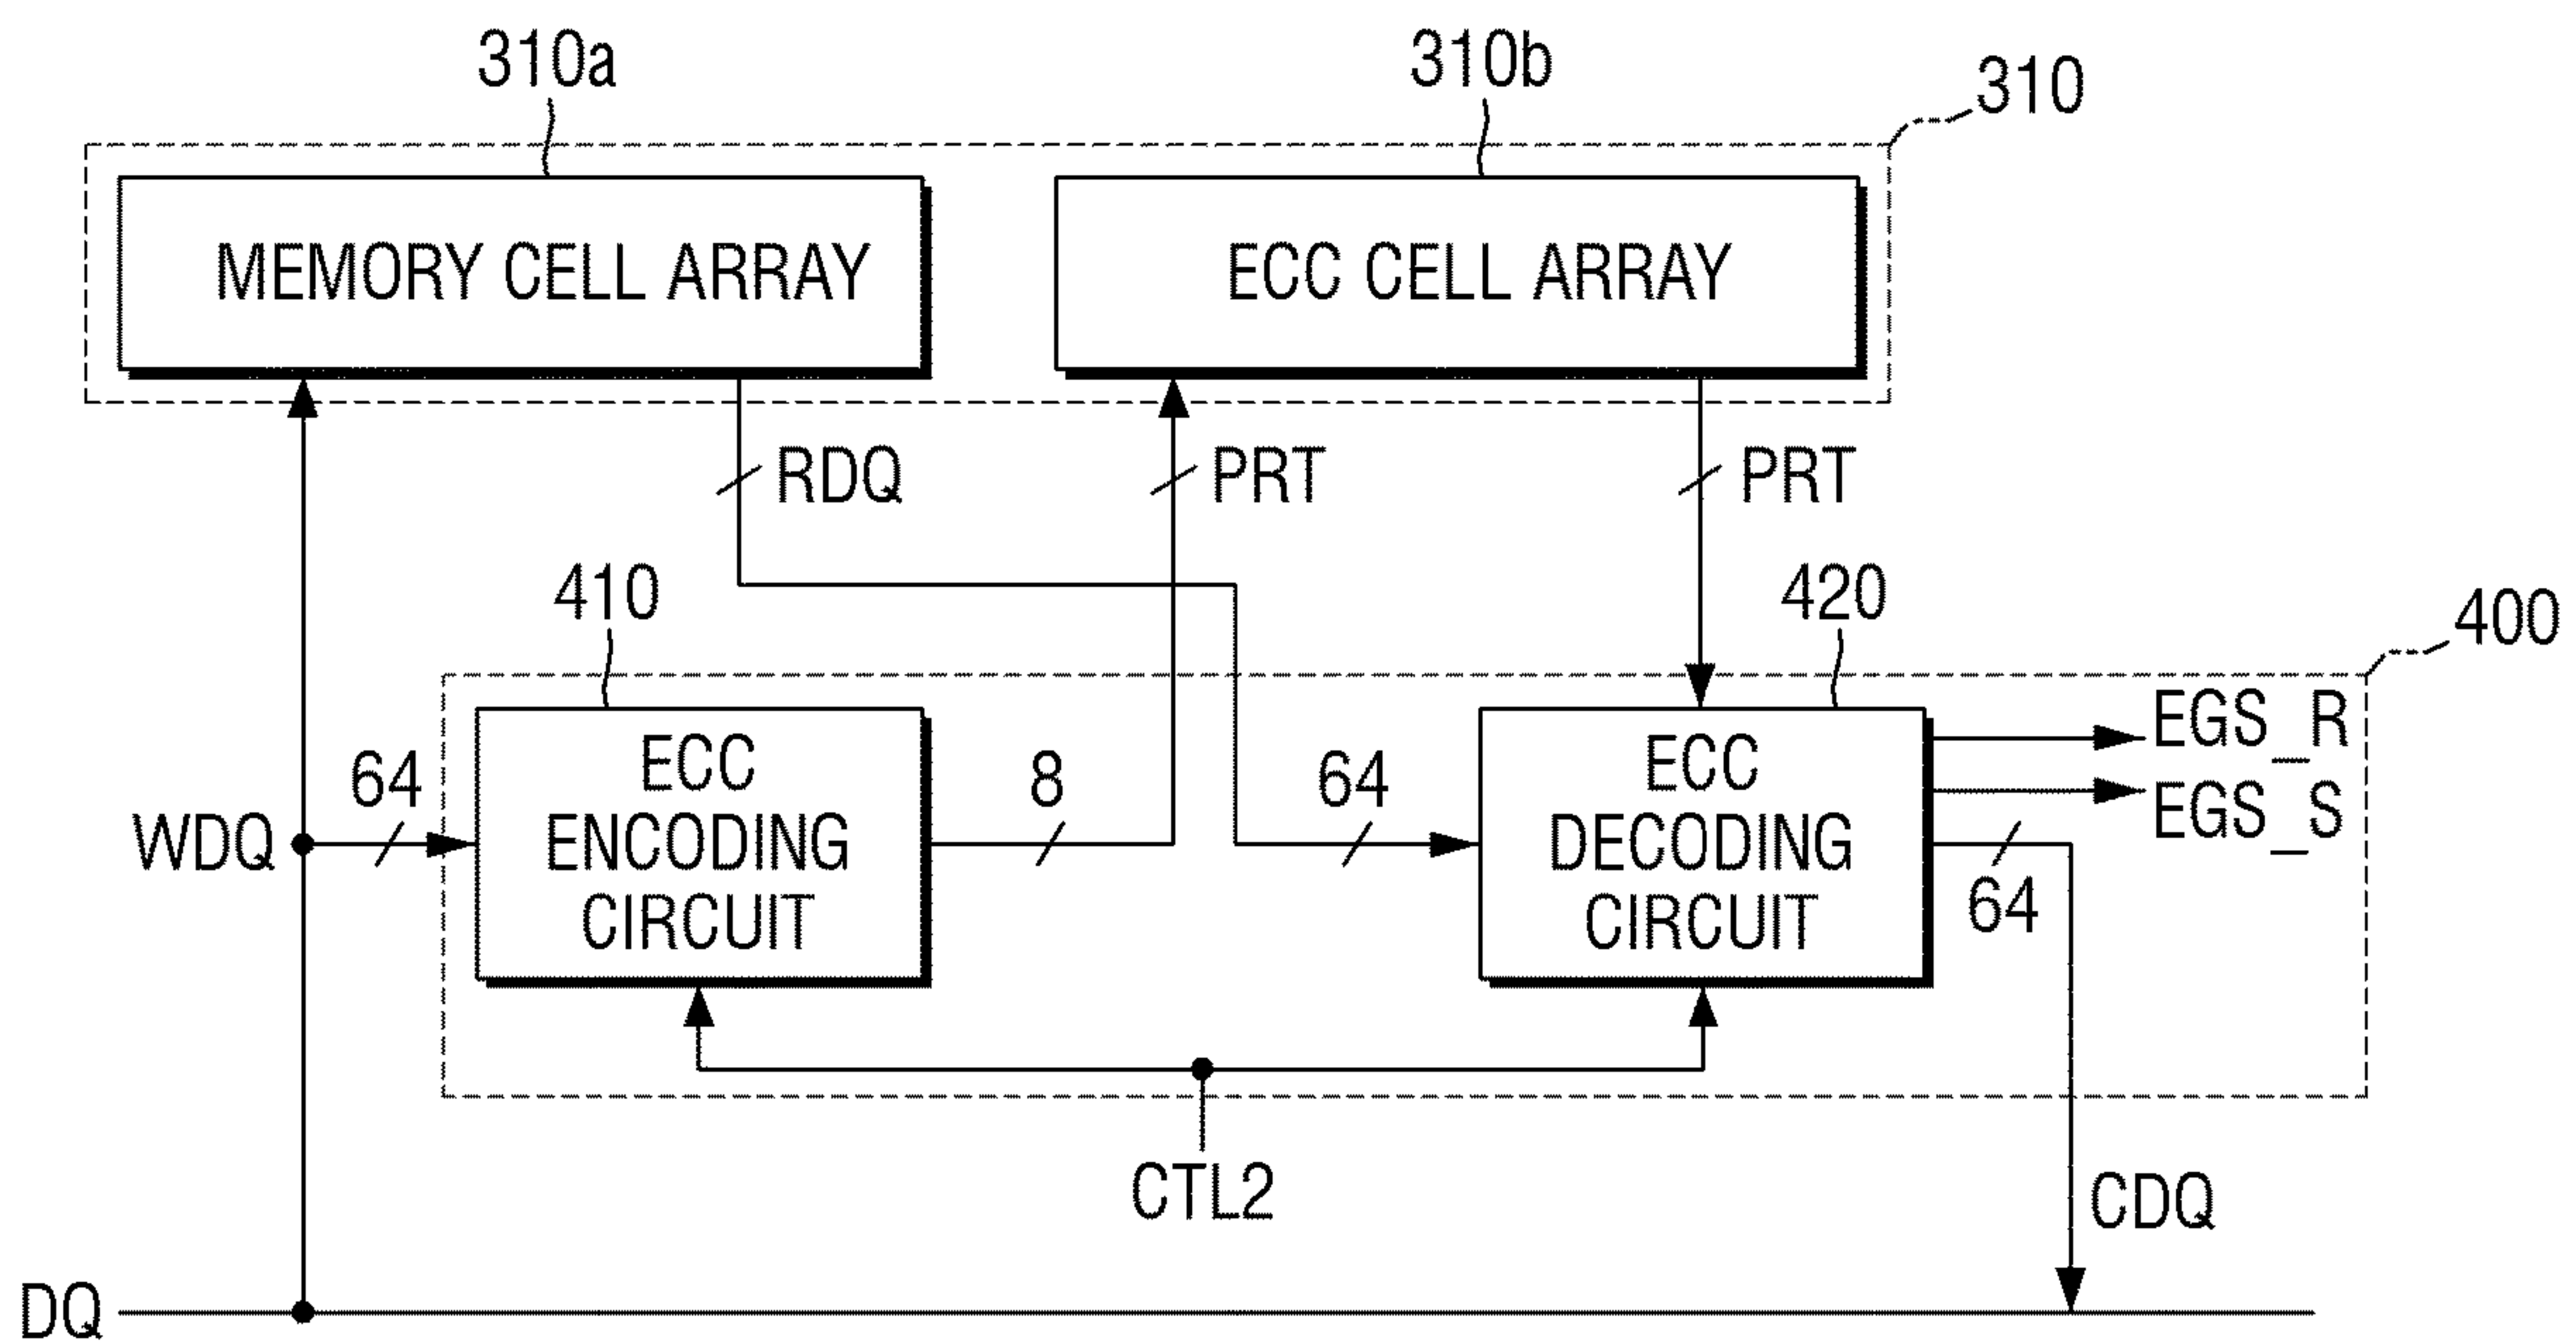 310a
310b
310
MEMORY CELL ARRAY
ECC CELL ARRAY
RDQ
PRT
PRT
410
420
400
ECC
ENCODING
CIRCUIT
ECC
DECODING
CIRCUIT
EGS_R
EGS_S
WDQ
64
8
64
64
CTL2
CDQ
DQ